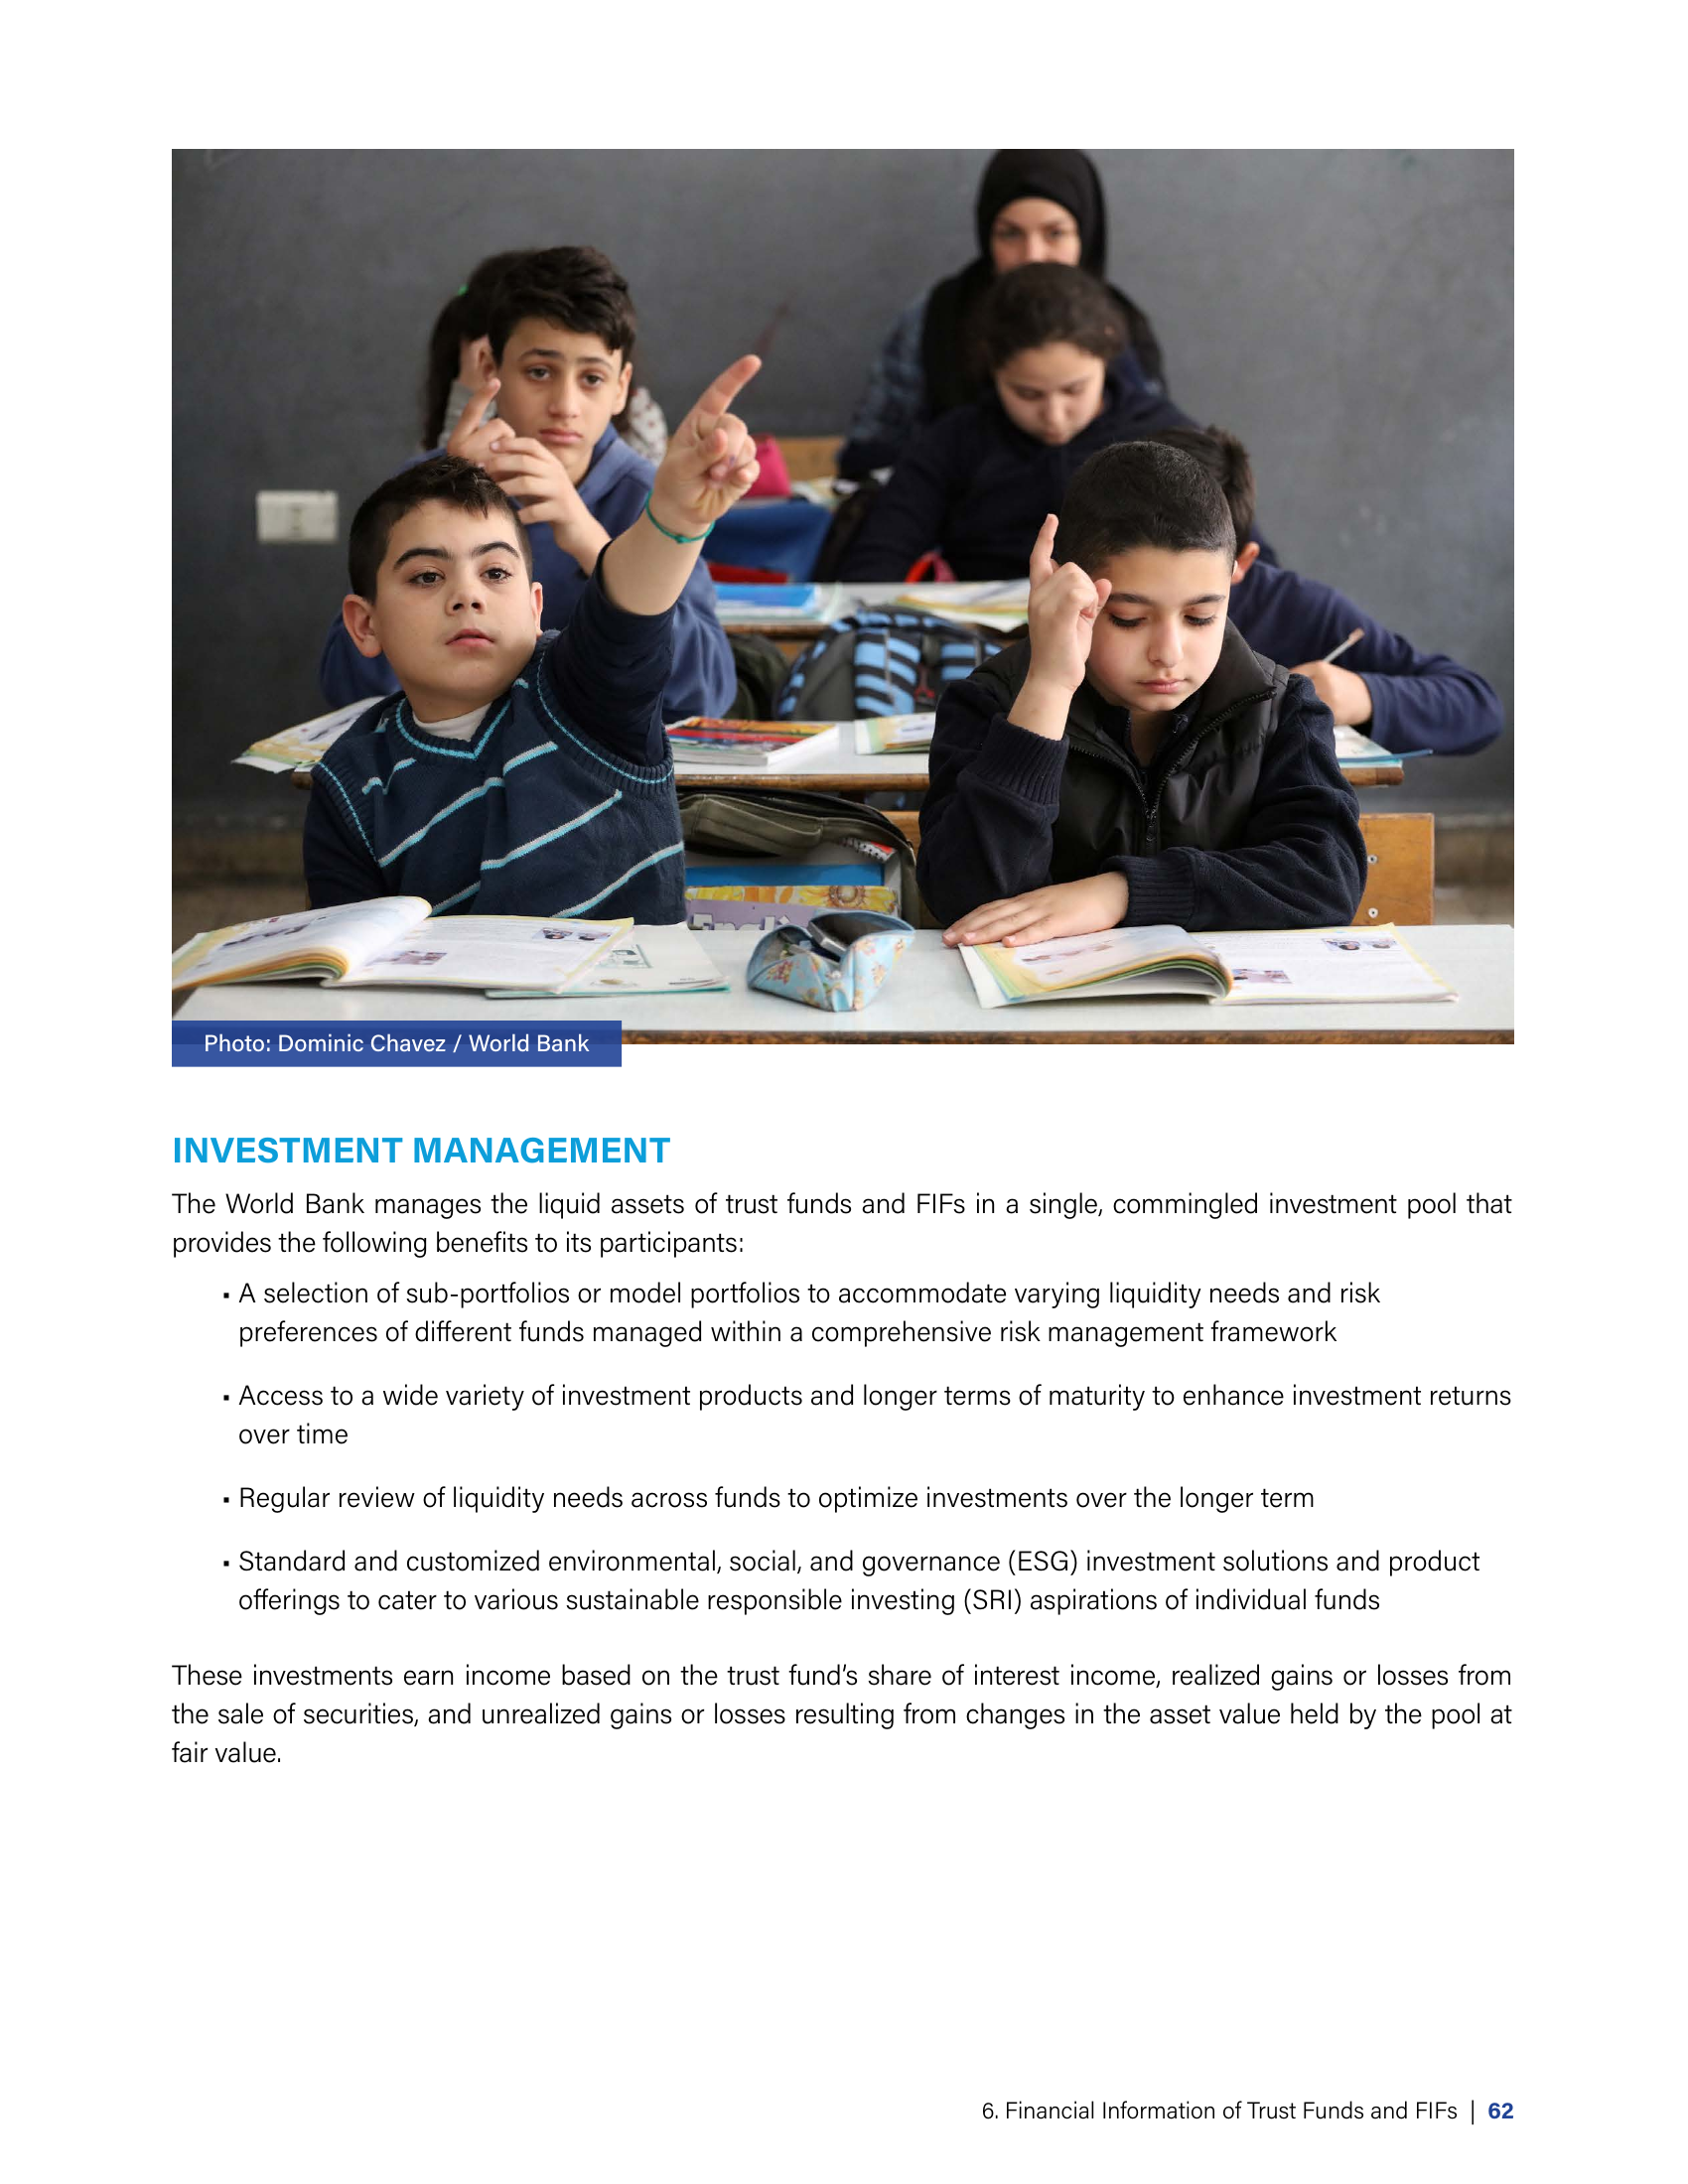 Photo: Dominic Chavez / World Bank
INVESTMENT MANAGEMENT
The World Bank manages the liquid assets of trust funds and FIFs in a single, commingled investment pool that
provides the following benefits to its participants:
▪ A selection of sub-portfolios or model portfolios to accommodate varying liquidity needs and risk
preferences of different funds managed within a comprehensive risk management framework
▪ Access to a wide variety of investment products and longer terms of maturity to enhance investment returns
over time
▪ Regular review of liquidity needs across funds to optimize investments over the longer term
▪ Standard and customized environmental, social, and governance (ESG) investment solutions and product
offerings to cater to various sustainable responsible investing (SRI) aspirations of individual funds
These investments earn income based on the trust fund’s share of interest income, realized gains or losses from
the sale of securities, and unrealized gains or losses resulting from changes in the asset value held by the pool at
fair value.
6. Financial Information of Trust Funds and FIFs | 62